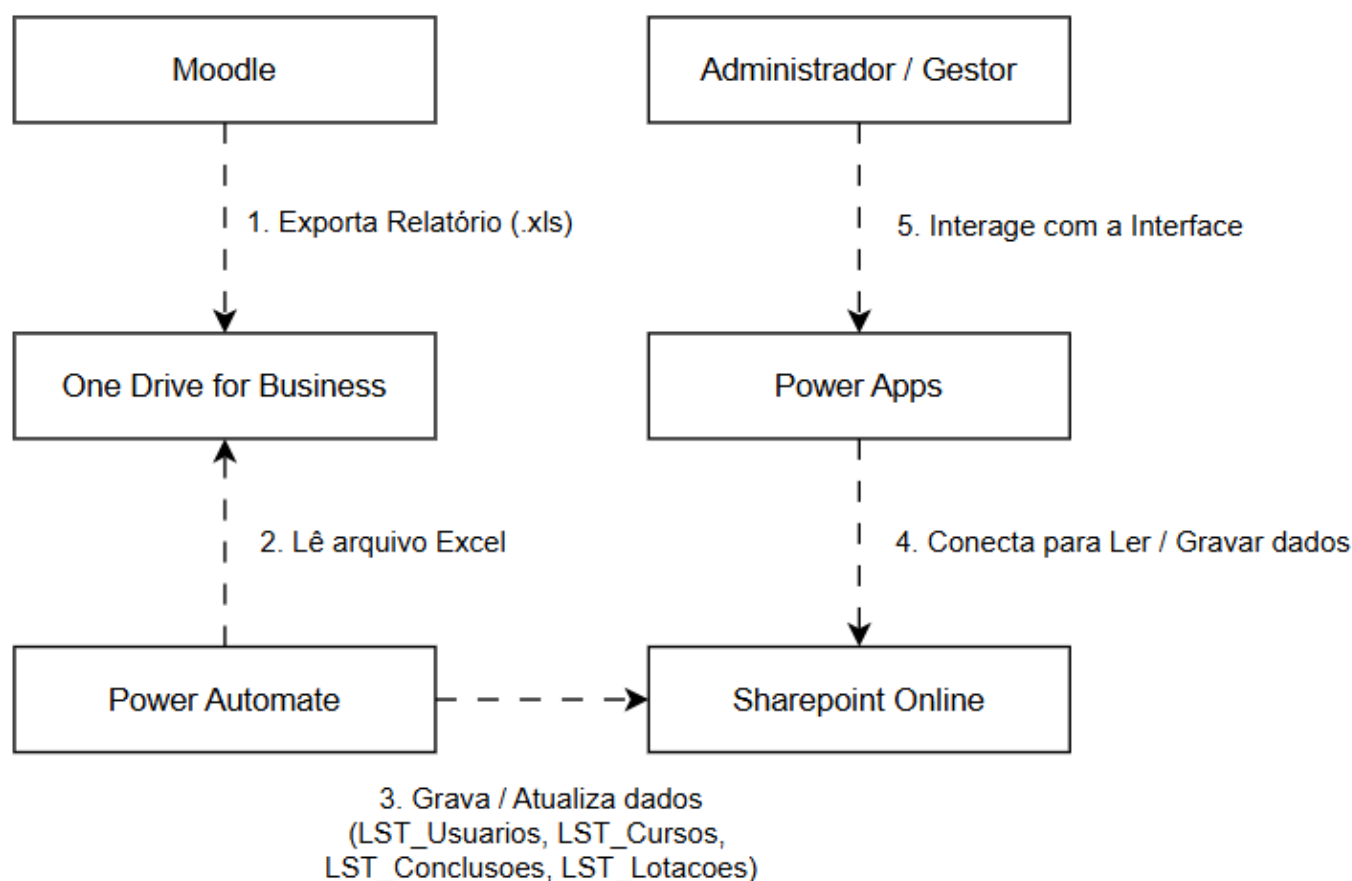 Moodle
Administrador / Gestor
1. Exporta Relatório (.xls)
5. Interage com a Interface
One Drive for Business
Power Apps
2. Lê arquivo Excel
4. Conecta para Ler / Gravar dados
Power Automate
Sharepoint Online
3. Grava / Atualiza dados
(LST_Usuarios, LST_Cursos,
LST_Conclusoes, LST_Lotacoes)